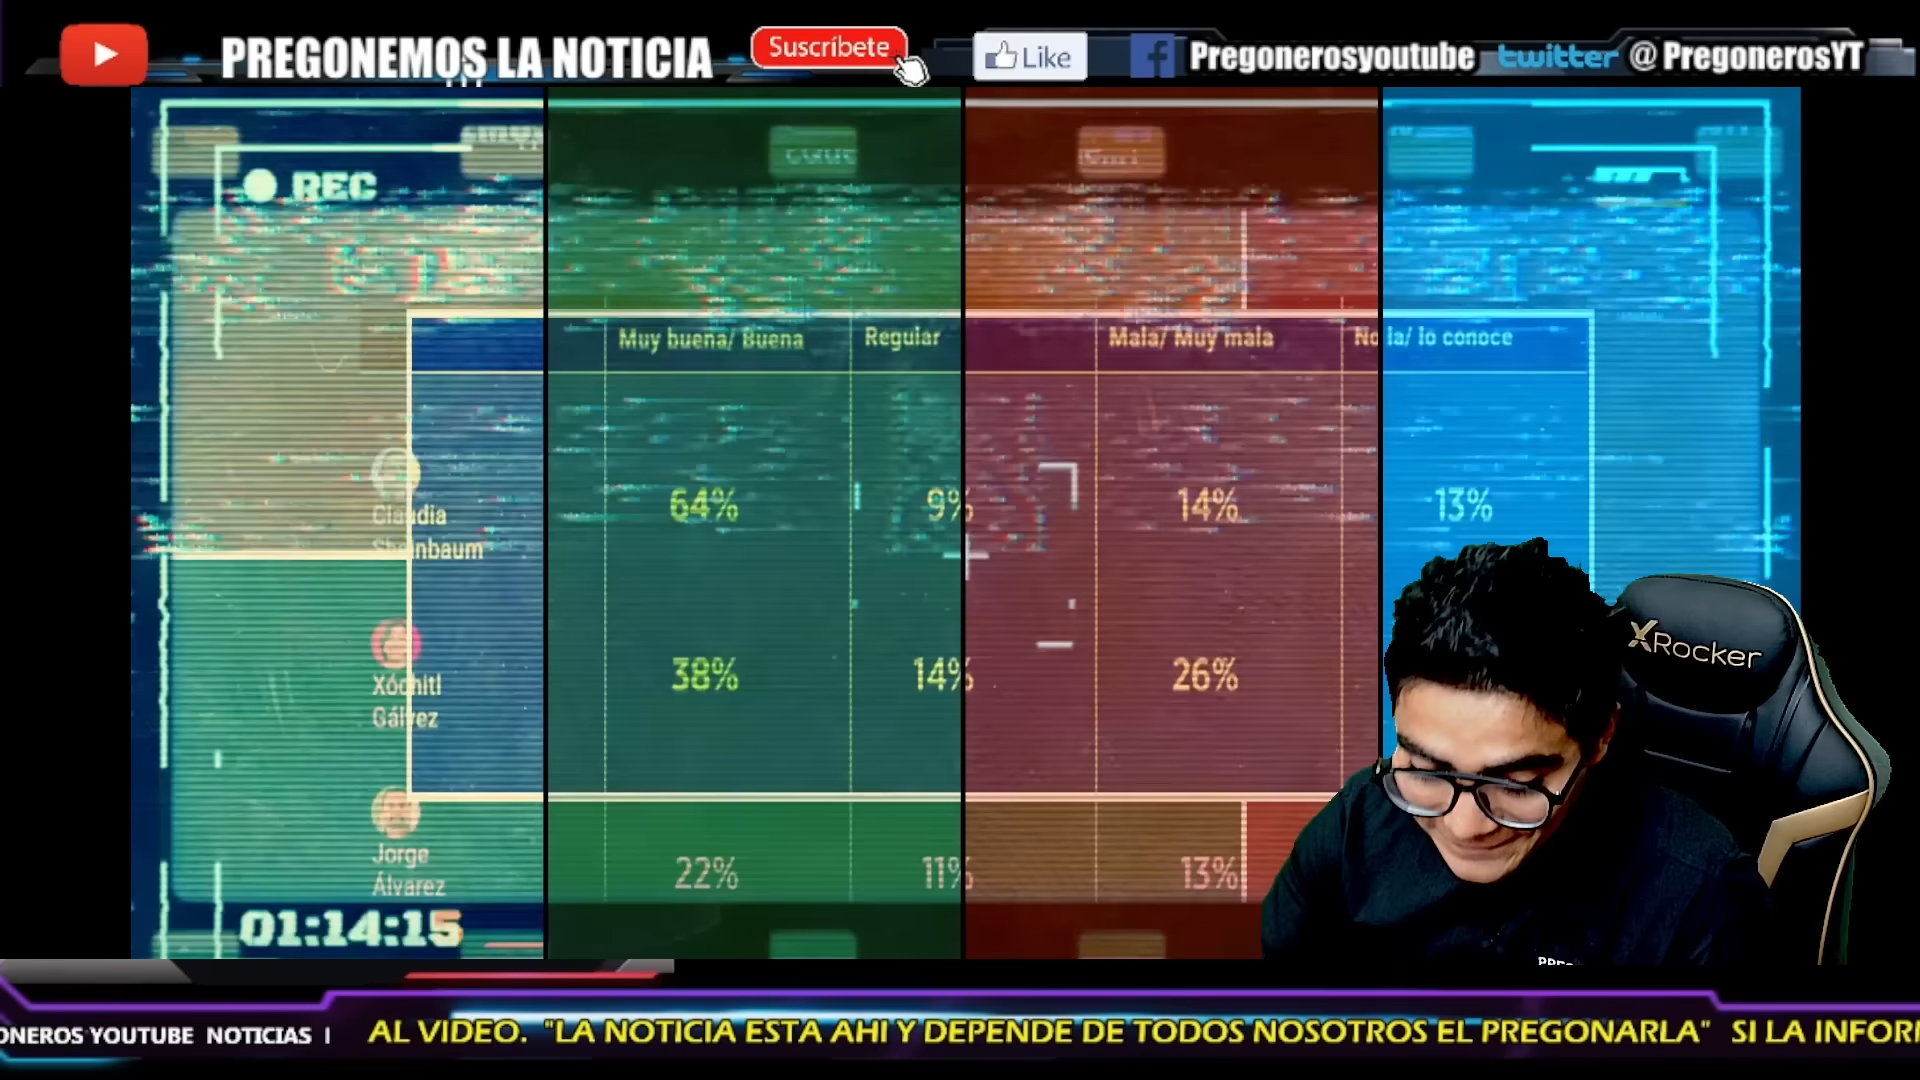 PREGONEMOS LA NOTICIA
Suscríbete
Like
Pregonerosyoutube
twitter @PregonerosYT
REC
Muy buena/ Buena Regular Mala/ Muy mala No la/ lo conoce
Claudia Sheinbaum 64% 9% 14% 13%
Xóchitl Gálvez 38% 14% 26%
Jorge Álvarez 22% 11% 13%
01:14:15
XRocker
ONEROS YOUTUBE NOTICIAS | AL VIDEO. "LA NOTICIA ESTA AHI Y DEPENDE DE TODOS NOSOTROS EL PREGONARLA" SI LA INFOR